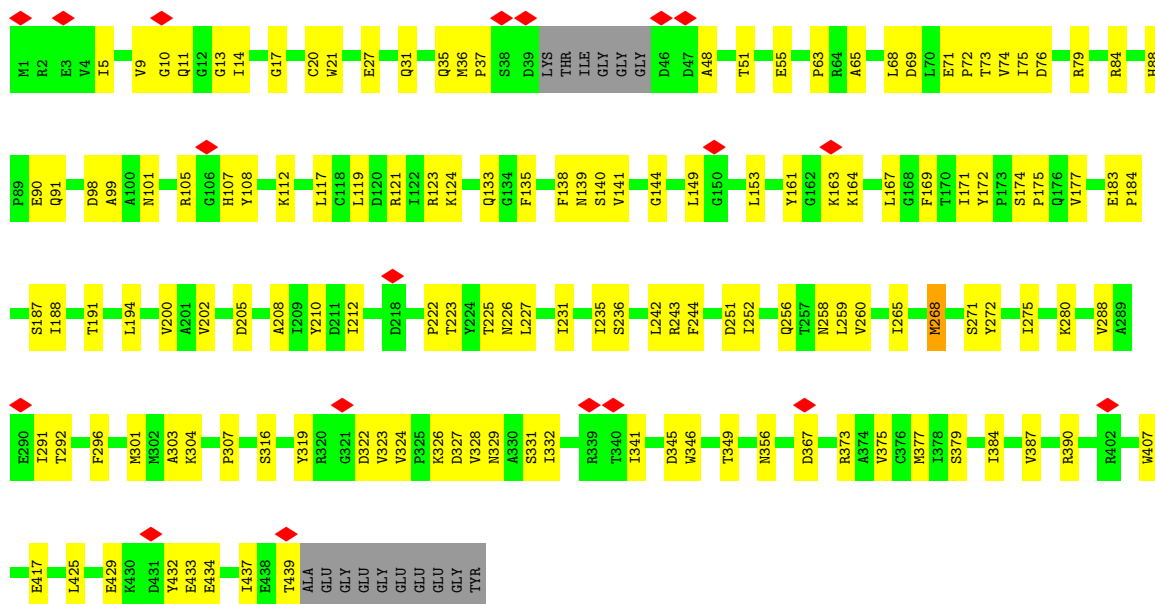 M1 R2 E3 V4 I5 V9 G10 Q11 G12 G13 I14 G17 C20 W21 E27 Q31 Q35 M36 P37 S38 D39 LYS THR ILE GLY GLY GLY D46 D47 A48 T51 E55 P63 R64 A65 L68 D69 L70 E71 P72 T73 V74 I75 D76 R79 R84 H88
P89 E90 Q91 D98 A99 A100 N101 R105 G106 H107 Y108 K112 L117 C118 L119 D120 R121 I122 R123 K124 Q133 G134 F135 F138 N139 S140 V141 G144 L149 G150 L153 Y161 G162 K163 K164 L167 G168 F169 T170 I171 Y172 P173 S174 P175 Q176 V177 E183 P184
S187 I188 T191 L194 V200 A201 V202 D205 A208 I209 Y210 D211 I212 D218 P222 T223 Y224 T225 N226 L227 I231 I235 S236 L242 R243 F244 D251 I252 Q256 T257 N258 L259 V260 I265 M268 S271 Y272 I275 K280 V288 A289
E290 I291 T292 F296 M301 M302 A303 K304 P307 S316 Y319 R320 G321 D322 V323 V324 P325 K326 D327 V328 N329 A330 S331 I332 R339 T340 I341 D345 W346 T349 N356 D367 R373 A374 V375 C376 M377 I378 S379 I384 V387 R390 R402 W407
E417 L425 E429 K430 D431 Y432 E433 E434 I437 E438 T439 ALA GLU GLY GLU GLY GLU GLU GLU GLY TYR